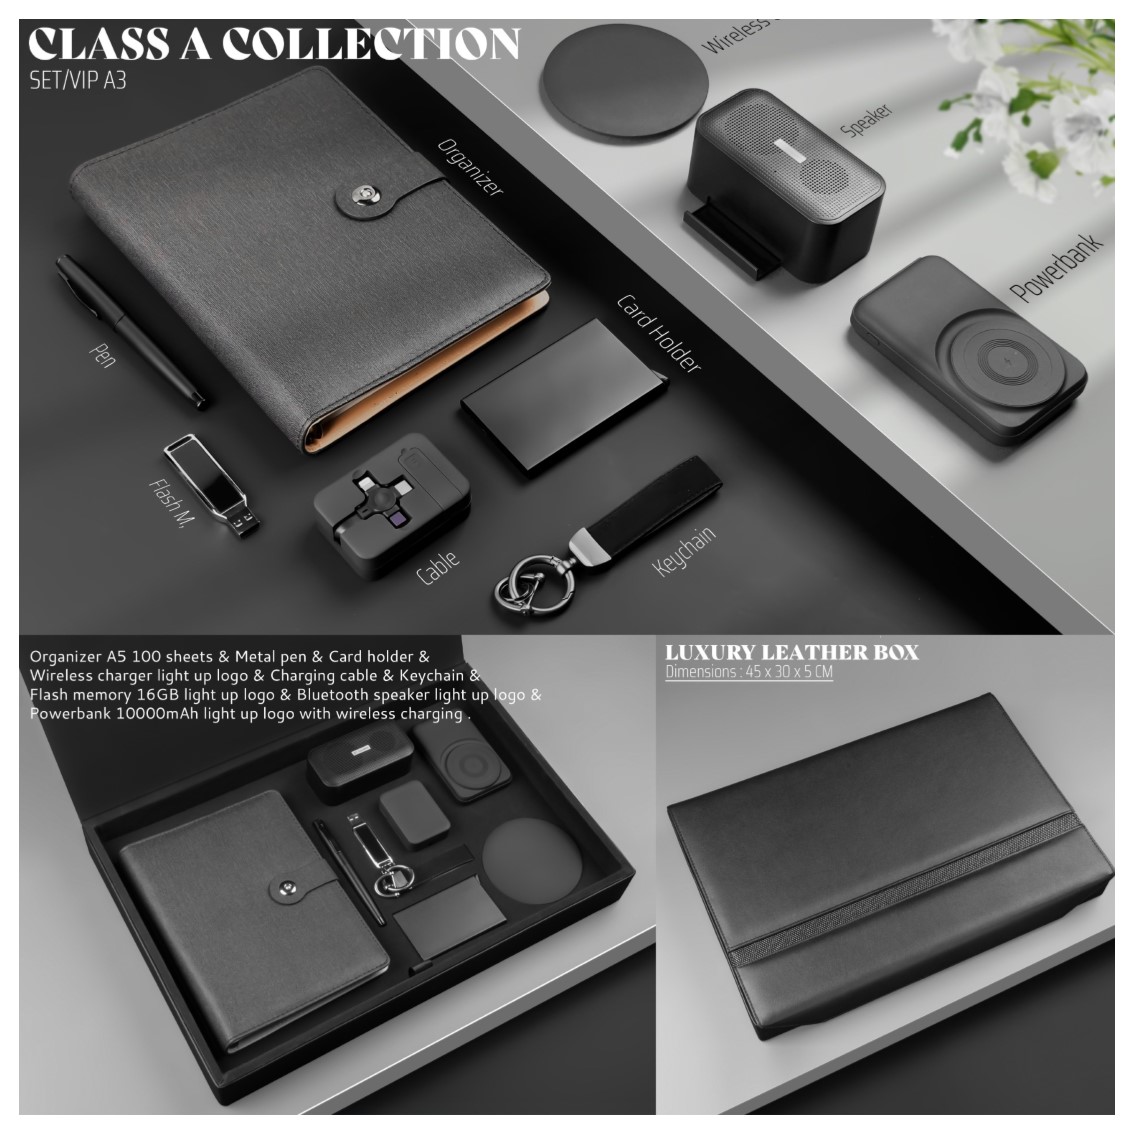 CLASS A COLLECTION
SET/VIP A3
Wireless
Speaker
Organizer
Powerbank
Card Holder
Pen
Flash M,
Cable
Keychain
Organizer A5 100 sheets & Metal pen & Card holder &
Wireless charger light up logo & Charging cable & Keychain &
Flash memory 16GB light up logo & Bluetooth speaker light up logo &
Powerbank 10000mAh light up logo with wireless charging .
LUXURY LEATHER BOX
Dimensions : 45 x 30 x 5 CM